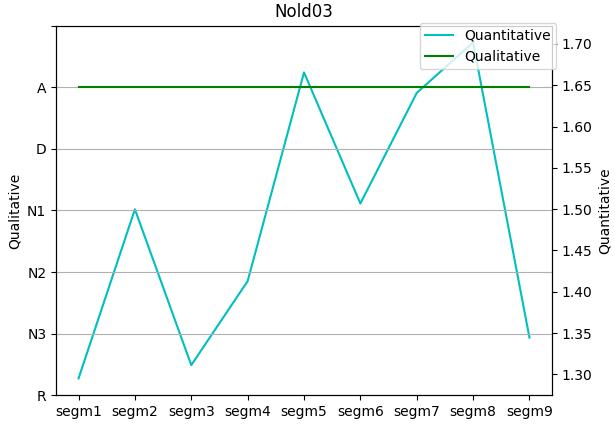 Nold03
Quantitative
Qualitative
A
D
N1
N2
N3
R
Qualitative
1.70
1.65
1.60
1.55
1.50
1.45
1.40
1.35
1.30
Quantitative
segm1 segm2 segm3 segm4 segm5 segm6 segm7 segm8 segm9